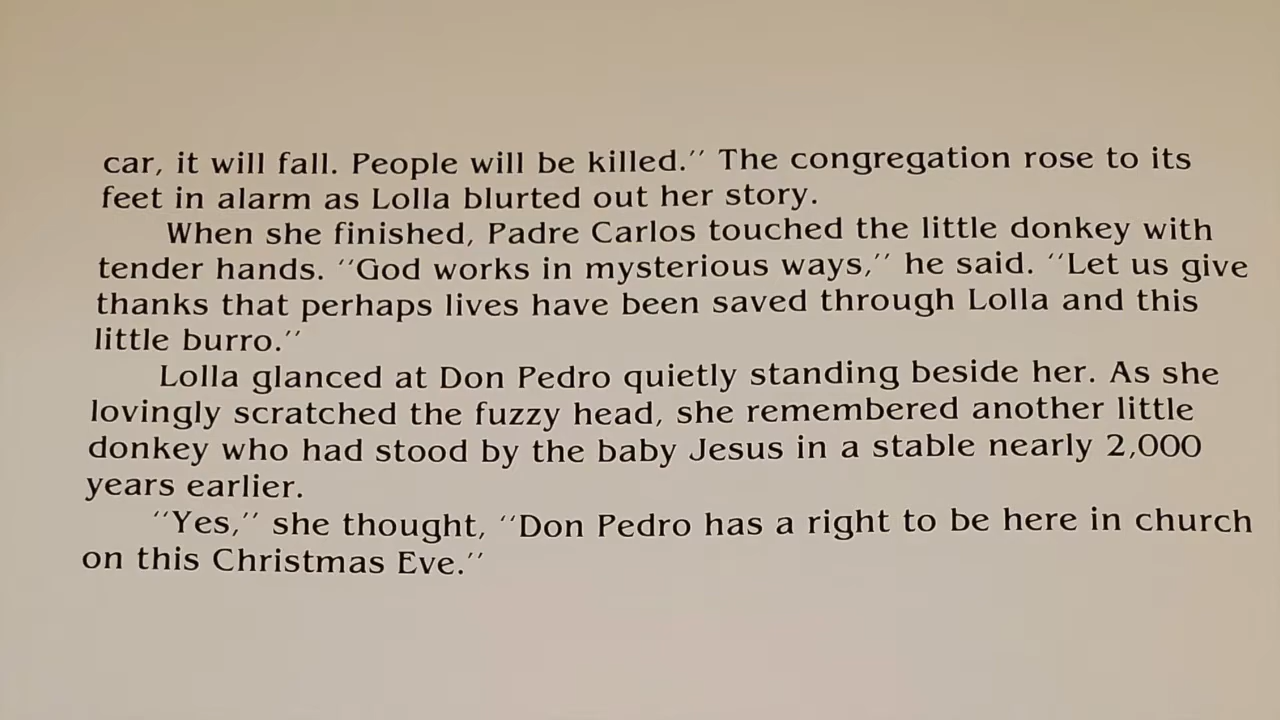 car, it will fall. People will be killed.″ The congregation rose to its
feet in alarm as Lolla blurted out her story.
When she finished, Padre Carlos touched the little donkey with
tender hands. ″God works in mysterious ways,″ he said. ″Let us give
thanks that perhaps lives have been saved through Lolla and this
little burro.″
Lolla glanced at Don Pedro quietly standing beside her. As she
lovingly scratched the fuzzy head, she remembered another little
donkey who had stood by the baby Jesus in a stable nearly 2,000
years earlier.
″Yes,″ she thought, ″Don Pedro has a right to be here in church
on this Christmas Eve.″